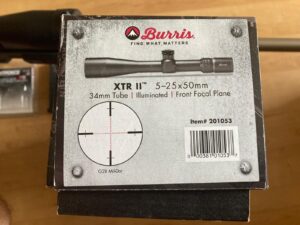 Burris
FIND WHAT MATTERS
XTR II™ 5-25x50mm
34mm Tube | Illuminated | Front Focal Plane
Item# 201053